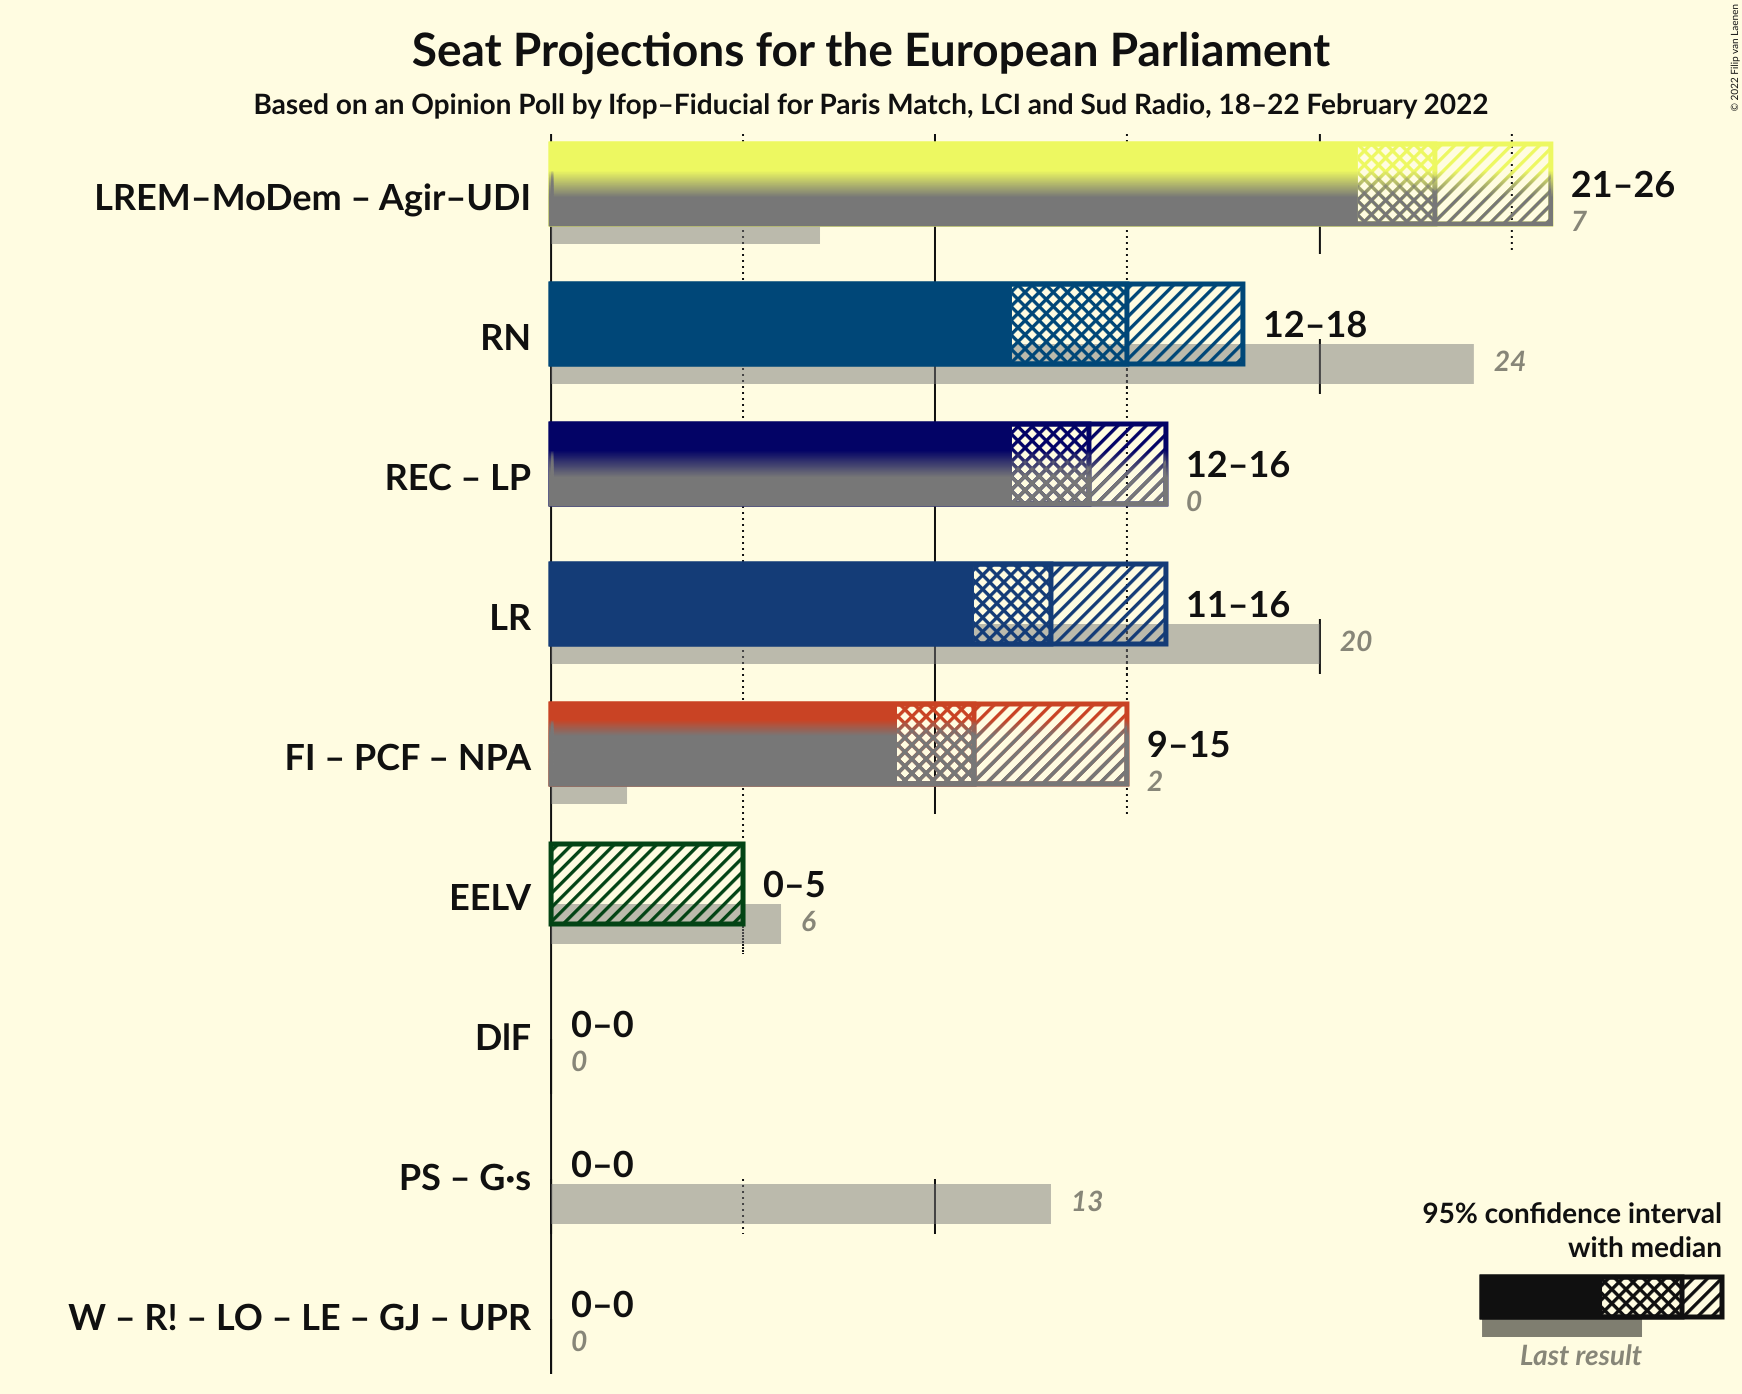 Seat Projections for the European Parliament
Based on an Opinion Poll by Ifop–Fiducial for Paris Match, LCI and Sud Radio, 18–22 February 2022
© 2022 Filip van Laenen
LREM–MoDem – Agir–UDI
21–26
7
RN
12–18
24
REC – LP
12–16
0
LR
11–16
20
FI – PCF – NPA
9–15
2
EELV
0–5
6
DlF
0–0
0
PS – G·s
0–0
13
W – R! – LO – LE – GJ – UPR
0–0
0
95% confidence interval
with median
Last result